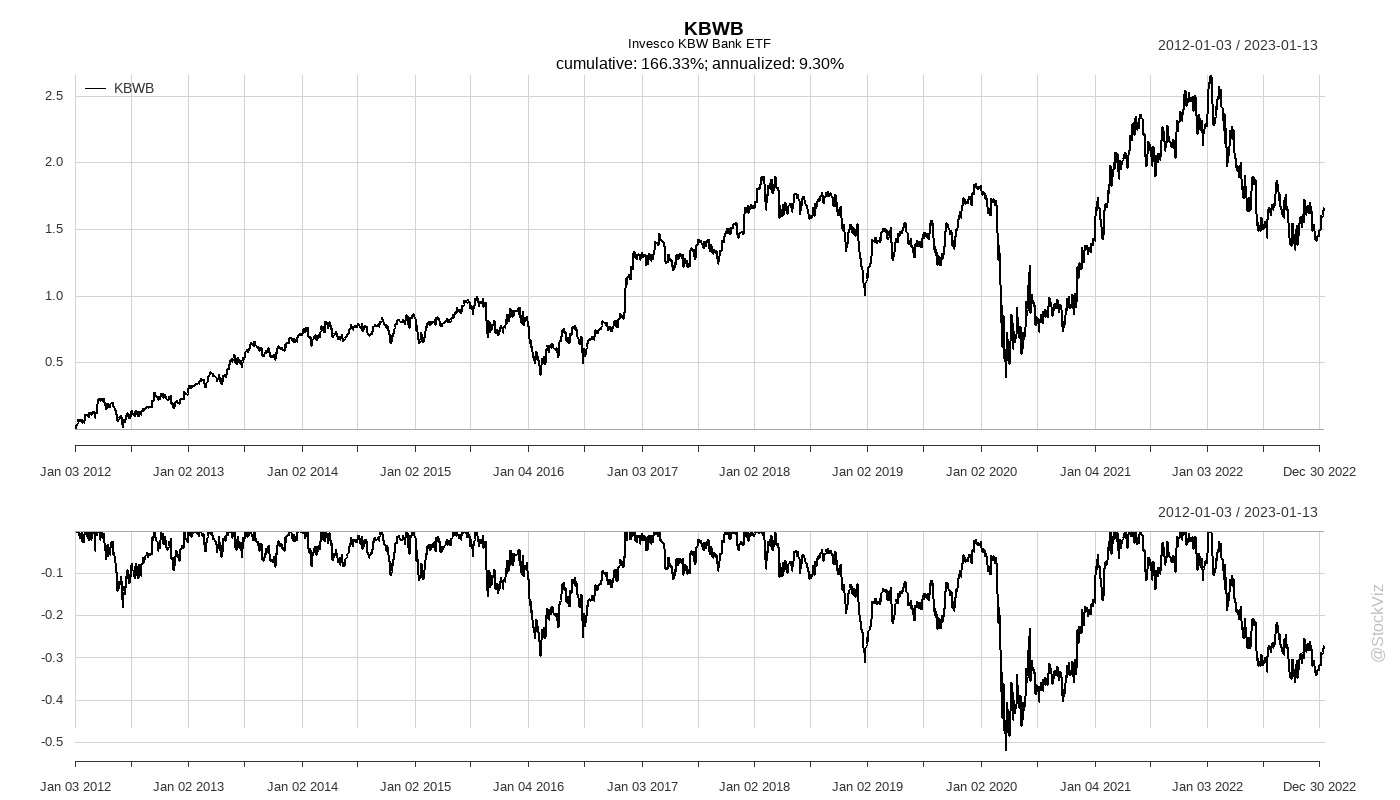 KBWB
Invesco KBW Bank ETF
2012-01-03 / 2023-01-13
cumulative: 166.33%; annualized: 9.30%
KBWB
2.5
2.0
1.5
1.0
0.5
Jan 03 2012 Jan 02 2013 Jan 02 2014 Jan 02 2015 Jan 04 2016 Jan 03 2017 Jan 02 2018 Jan 02 2019 Jan 02 2020 Jan 04 2021 Jan 03 2022 Dec 30 2022
2012-01-03 / 2023-01-13
-0.1
-0.2
-0.3
-0.4
-0.5
Jan 03 2012 Jan 02 2013 Jan 02 2014 Jan 02 2015 Jan 04 2016 Jan 03 2017 Jan 02 2018 Jan 02 2019 Jan 02 2020 Jan 04 2021 Jan 03 2022 Dec 30 2022
@StockViz